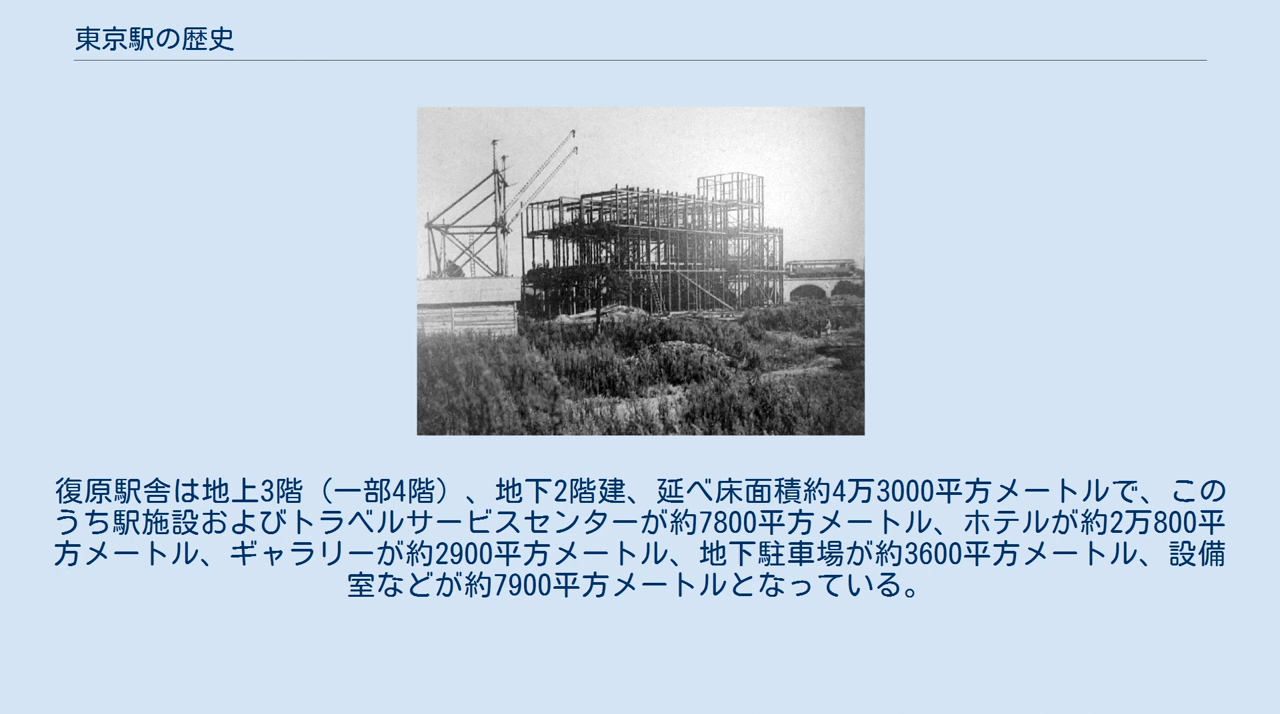 東京駅の歴史
復原駅舎は地上3階（一部4階）、地下2階建、延べ床面積約4万3000平方メートルで、この
うち駅施設およびトラベルサービスセンターが約7800平方メートル、ホテルが約2万800平
方メートル、ギャラリーが約2900平方メートル、地下駐車場が約3600平方メートル、設備
室などが約7900平方メートルとなっている。